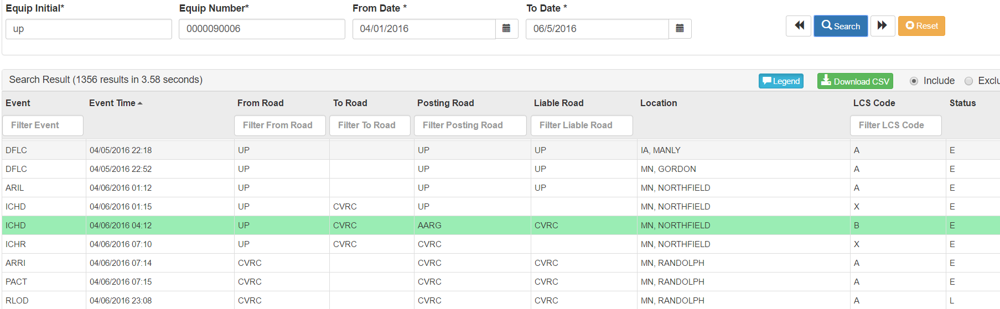 Equip Initial* Equip Number* From Date * To Date *
up 0000090006 04/01/2016 06/5/2016 Search Reset
Search Result (1356 results in 3.58 seconds) Legend Download CSV Include Exclu
Event Event Time From Road To Road Posting Road Liable Road Location LCS Code Status
Filter Event Filter From Road Filter To Road Filter Posting Road Filter Liable Road Filter LCS Code
DFLC 04/05/2016 22:18 UP UP UP IA, MANLY A E
DFLC 04/05/2016 22:52 UP UP UP MN, GORDON A E
ARIL 04/06/2016 01:12 UP UP UP MN, NORTHFIELD A E
ICHD 04/06/2016 01:15 UP CVRC UP MN, NORTHFIELD X E
ICHD 04/06/2016 04:12 UP CVRC AARG CVRC MN, NORTHFIELD B E
ICHR 04/06/2016 07:10 UP CVRC CVRC MN, NORTHFIELD X E
ARRI 04/06/2016 07:14 CVRC CVRC CVRC MN, RANDOLPH A E
PACT 04/06/2016 07:15 CVRC CVRC CVRC MN, RANDOLPH A E
RLOD 04/06/2016 23:08 CVRC CVRC CVRC MN, RANDOLPH A L